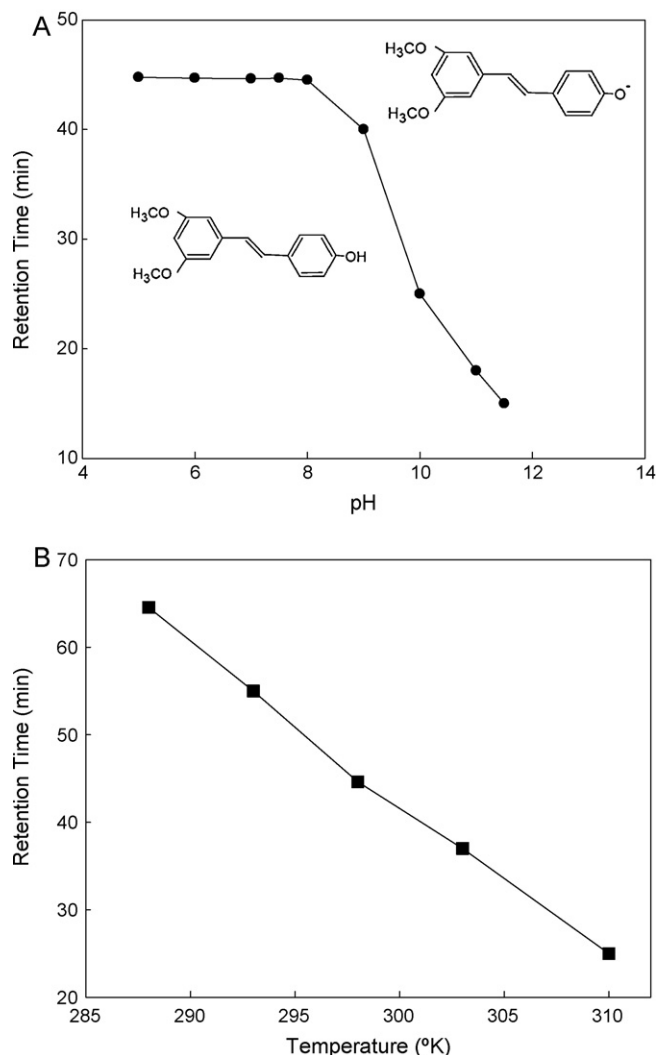 A
50
40
30
20
10
4
6
8
10
12
14
Retention Time (min)
pH
H₃CO
H₃CO
O⁻
H₃CO
H₃CO
OH
B
70
60
50
40
30
20
285
290
295
300
305
310
Retention Time (min)
Temperature (ºK)